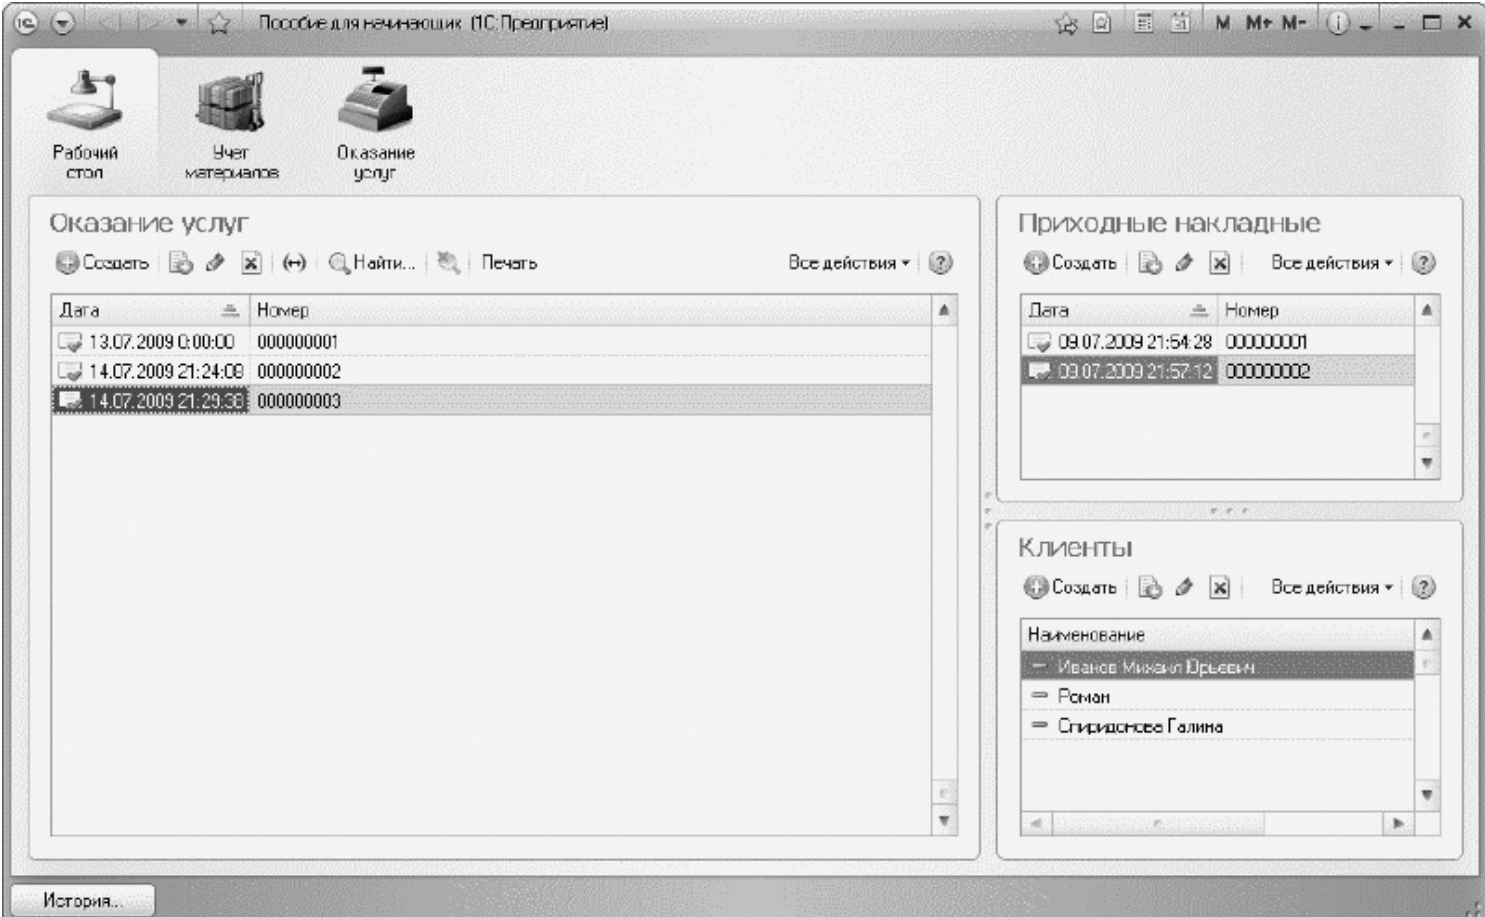 Пособие для начинающих (1С:Предприятие)
M M+ M-
Рабочий стол
Учет материалов
Оказание услуг
Оказание услуг
Создать Найти... Печать Все действия
Дата Номер
13.07.2009 0:00:00 000000001
14.07.2009 21:24:08 000000002
14.07.2009 21:29:38 000000003
Приходные накладные
Создать Все действия
Дата Номер
09.07.2009 21:54:28 000000001
09.07.2009 21:57:12 000000002
Клиенты
Создать Все действия
Наименование
Иванов Михаил Юрьевич
Роман
Спиридонова Галина
История...